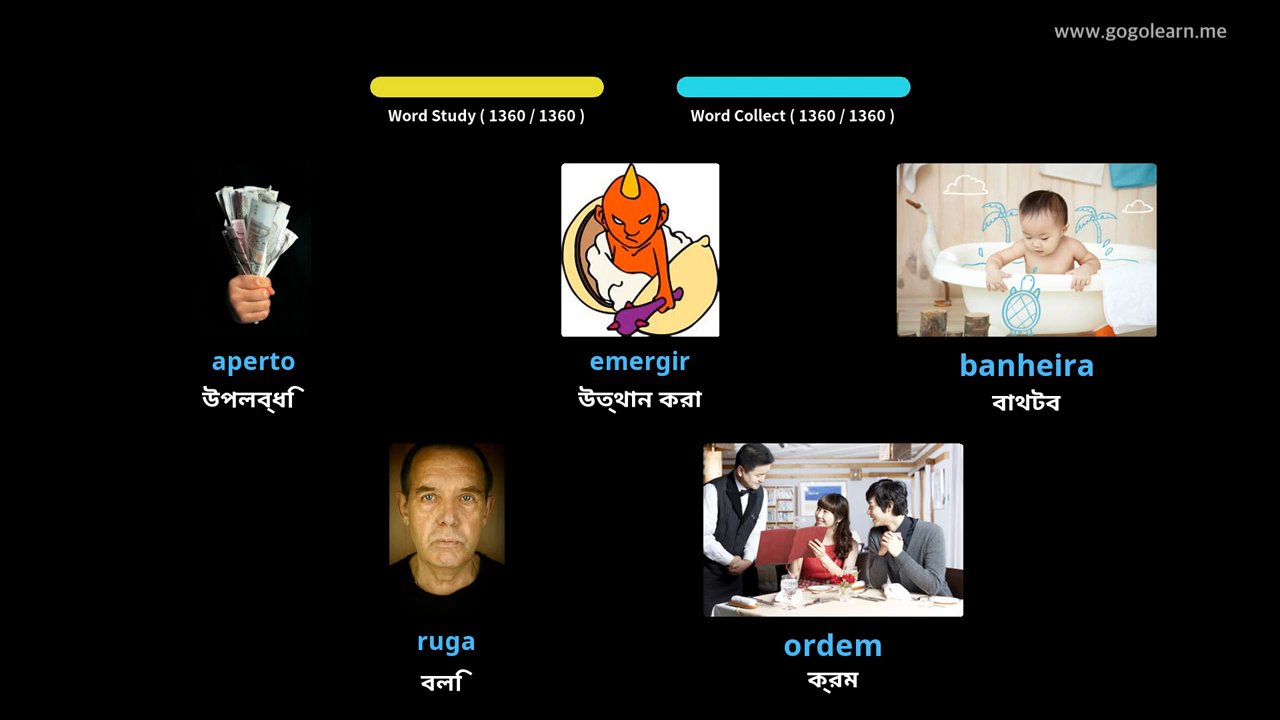 www.gogolearn.me
Word Study ( 1360 / 1360 )
Word Collect ( 1360 / 1360 )
aperto
উপলব্ধি
emergir
উত্থান করা
banheira
বাথটব
ruga
বলি
ordem
ক্রম